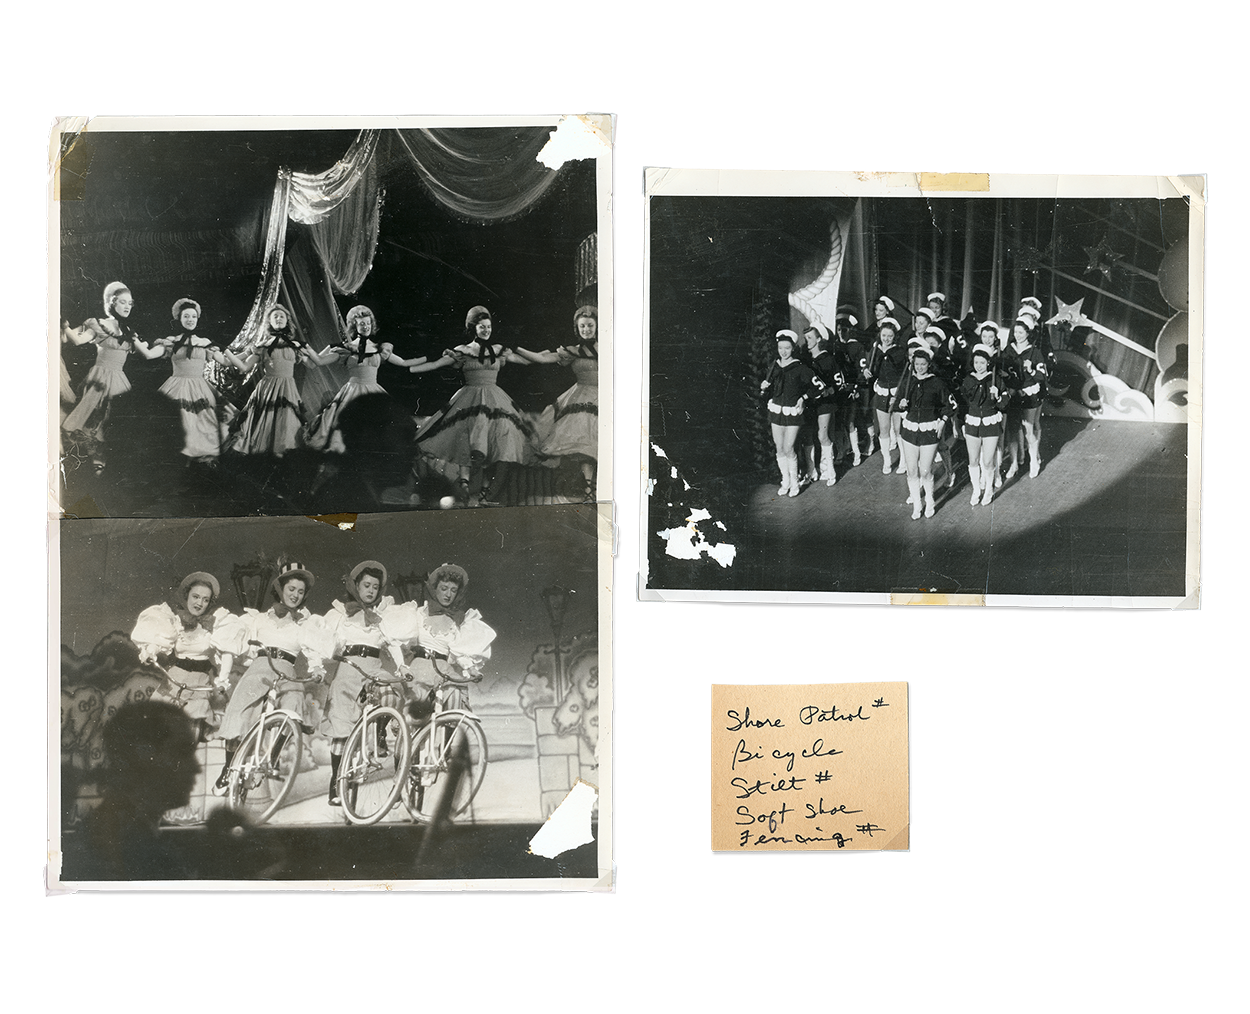 S
S
S
S
Shore Patrol #
Bicycle
Stilt #
Soft Shoe
Fencing #